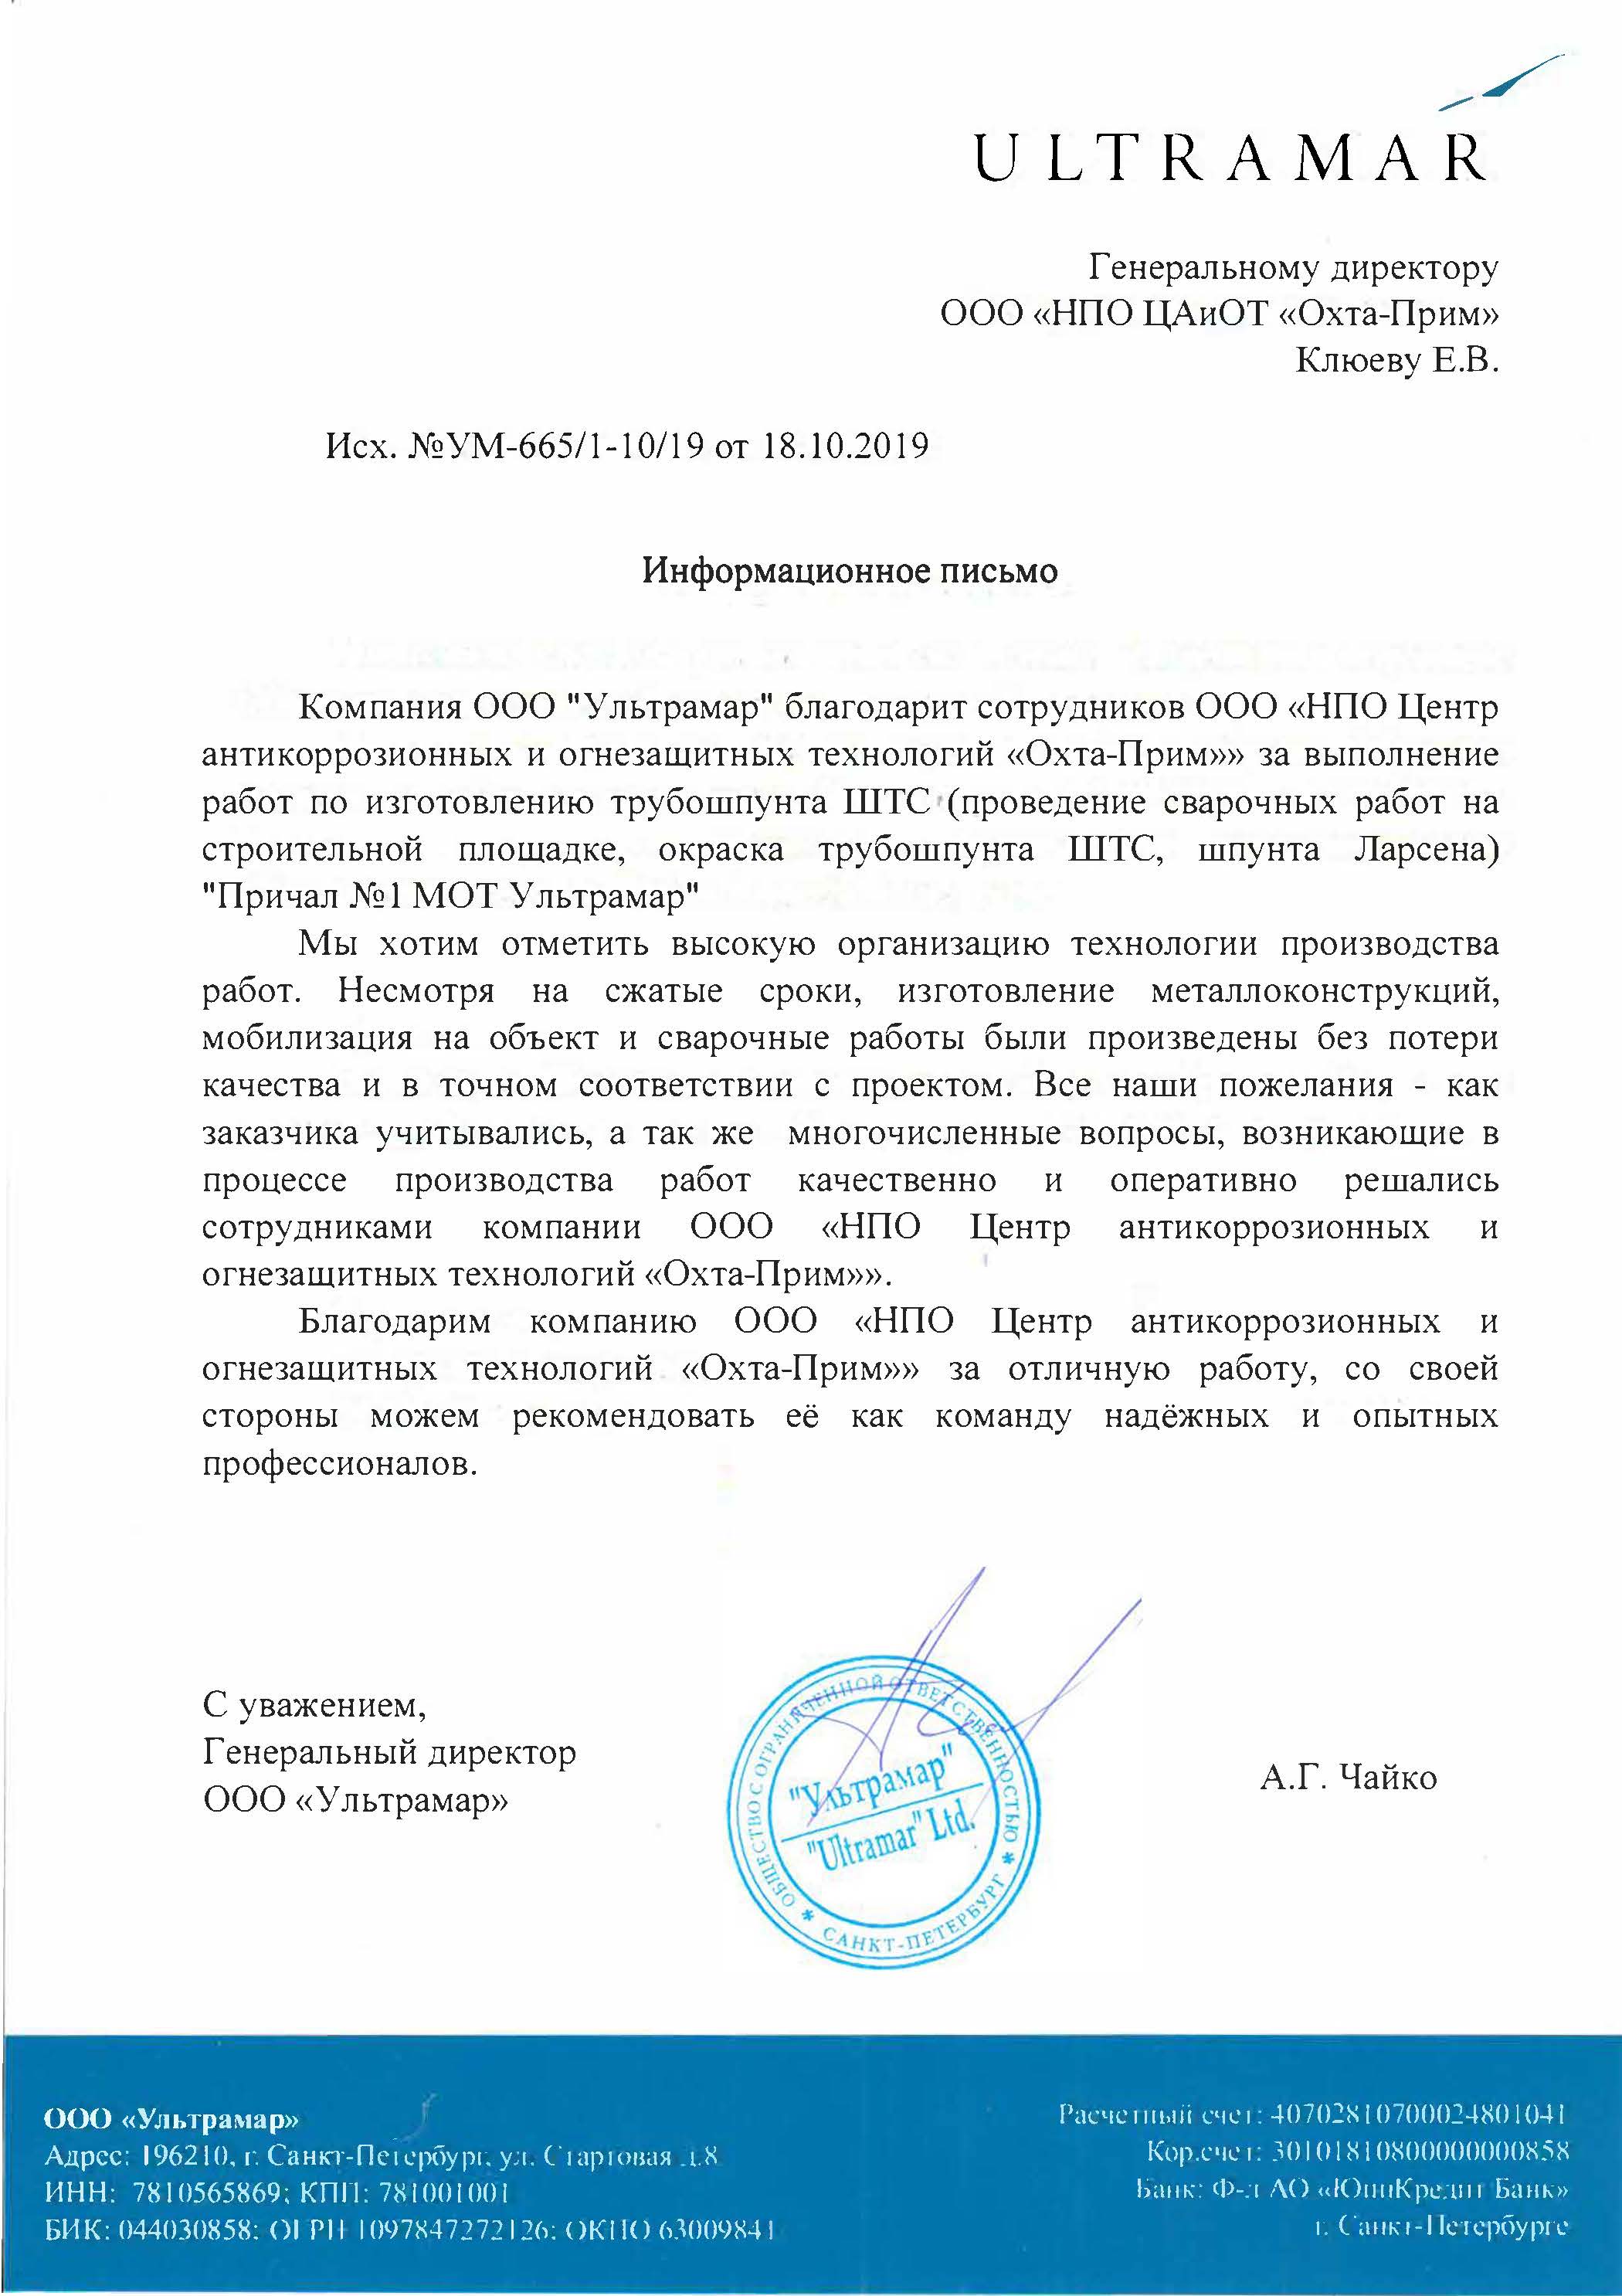 ULTRAMAR
Генеральному директору
ООО «НПО ЦАиОТ «Охта-Прим»
Клюеву Е.В.
Исх. №УМ-665/1-10/19 от 18.10.2019
Информационное письмо
Компания ООО "Ультрамар" благодарит сотрудников ООО «НПО Центр
антикоррозионных и огнезащитных технологий «Охта-Прим»» за выполнение
работ по изготовлению трубошпунта ШТС (проведение сварочных работ на
строительной площадке, окраска трубошпунта ШТС, шпунта Ларсена)
"Причал №1 МОТ Ультрамар"
Мы хотим отметить высокую организацию технологии производства
работ. Несмотря на сжатые сроки, изготовление металлоконструкций,
мобилизация на объект и сварочные работы были произведены без потери
качества и в точном соответствии с проектом. Все наши пожелания - как
заказчика учитывались, а так же многочисленные вопросы, возникающие в
процессе производства работ качественно и оперативно решались
сотрудниками компании ООО «НПО Центр антикоррозионных и
огнезащитных технологий «Охта-Прим»».
Благодарим компанию ООО «НПО Центр антикоррозионных и
огнезащитных технологий «Охта-Прим»» за отличную работу, со своей
стороны можем рекомендовать её как команду надёжных и опытных
профессионалов.
С уважением,
Генеральный директор
ООО «Ультрамар»
ОБЩЕСТВО С ОГРАНИЧЕННОЙ ОТВЕТСТВЕННОСТЬЮ
"Ультрамар"
"Ultramar" Ltd.
* САНКТ-ПЕТЕРБУРГ *
А.Г. Чайко
ООО «Ультрамар»
Адрес: 196210, г. Санкт-Петербург, ул. Стартовая д.8
ИНН: 7810565869; КПП: 781001001
БИК: 044030858; ОГРН 1097847272126; ОКПО 63009841
Расчетный счет: 40702810700024801041
Кор.счет: 30101810800000000858
Банк: Ф-л АО «ЮниКредит Банк»
г. Санкт-Петербурге